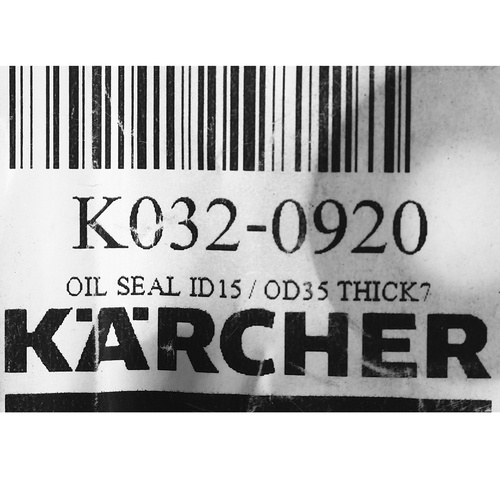 K032-0920
OIL SEAL ID15 / OD35 THICK7
KÄRCHER